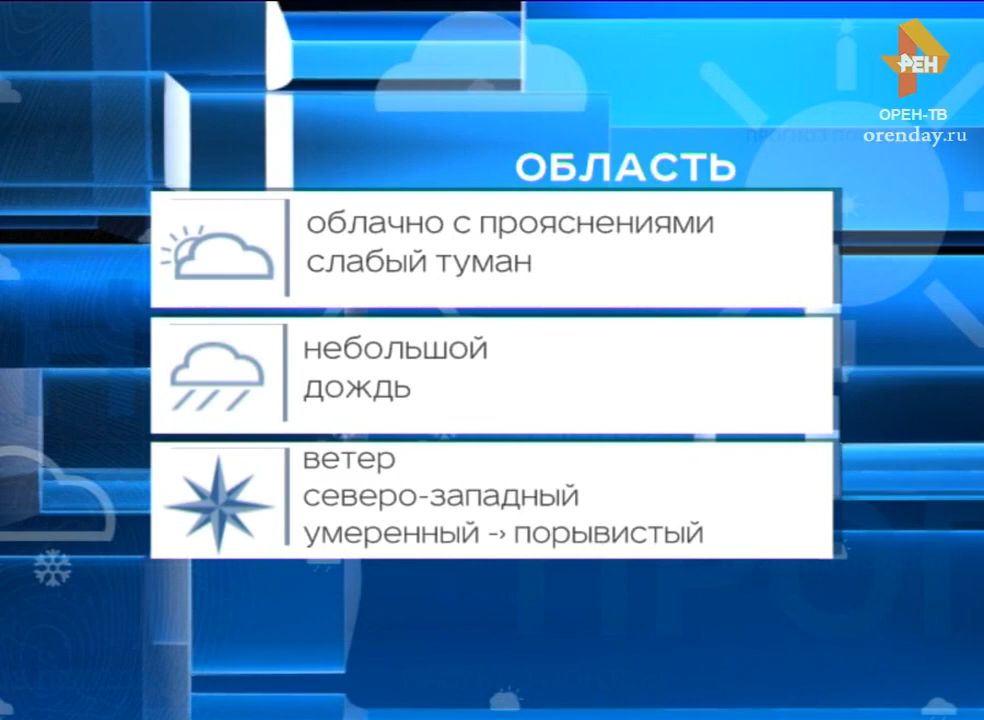 РЕН
ОРЕН-ТВ
orenday.ru
ОБЛАСТЬ
облачно с прояснениями
слабый туман
небольшой
дождь
ветер
северо-западный
умеренный -› порывистый